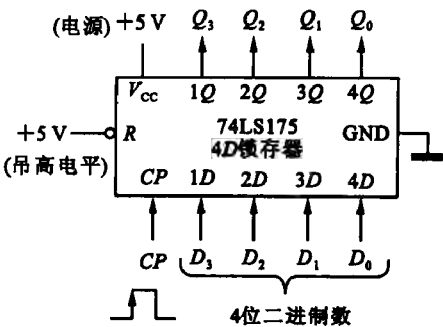 (电源) +5 V Q₃ Q₂ Q₁ Q₀
V_CC 1Q 2Q 3Q 4Q
+5 V R 74LS175 GND
(吊高电平) 4D锁存器
CP 1D 2D 3D 4D
CP D₃ D₂ D₁ D₀
4位二进制数